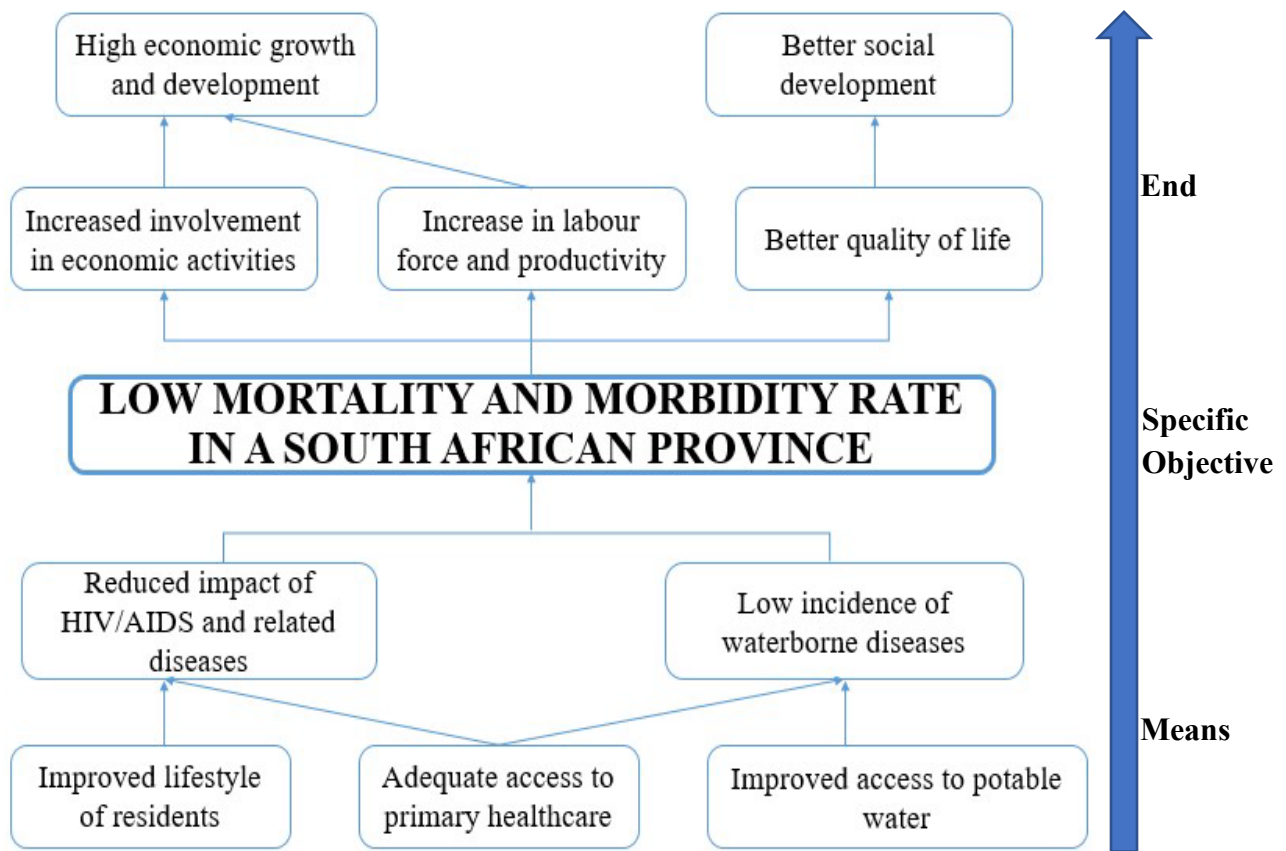 High economic growth
and development
Better social
development
End
Increased involvement
in economic activities
Increase in labour
force and productivity
Better quality of life
LOW MORTALITY AND MORBIDITY RATE
IN A SOUTH AFRICAN PROVINCE
Specific
Objective
Reduced impact of
HIV/AIDS and related
diseases
Low incidence of
waterborne diseases
Means
Improved lifestyle
of residents
Adequate access to
primary healthcare
Improved access to potable
water